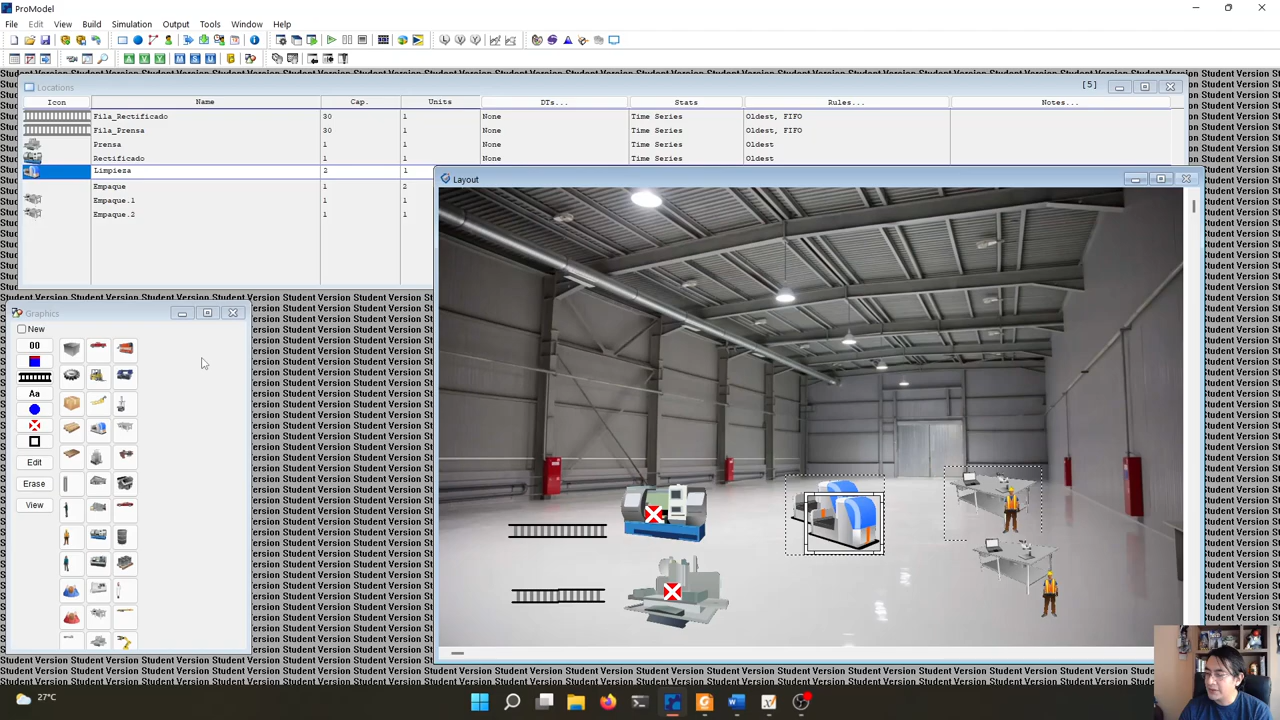 ProModel
File Edit View Build Simulation Output Tools Window Help
Student Version
Locations [5]
Icon Name Cap. Units DTs... Stats Rules... Notes...
Fila_Rectificado 30 1 None Time Series Oldest, FIFO
Fila_Prensa 30 1 None Time Series Oldest, FIFO
Prensa 1 1 None Time Series Oldest
Rectificado 1 1 None Time Series Oldest
Limpieza 2 1
Empaque 1 2
Empaque.1 1 1
Empaque.2 1 1
Layout
Graphics
New
00
Aa
Edit
Erase
View
27°C